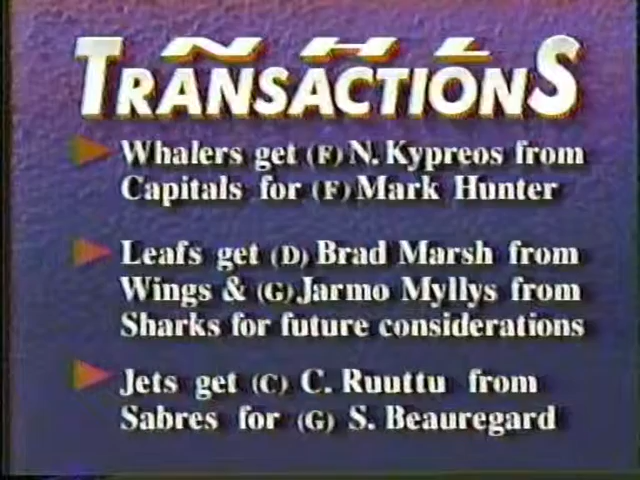 NHL
TRANSACTIONS
Whalers get (F) N. Kypreos from
Capitals for (F) Mark Hunter
Leafs get (D) Brad Marsh from
Wings & (G) Jarmo Myllys from
Sharks for future considerations
Jets get (C) C. Ruuttu from
Sabres for (G) S. Beauregard